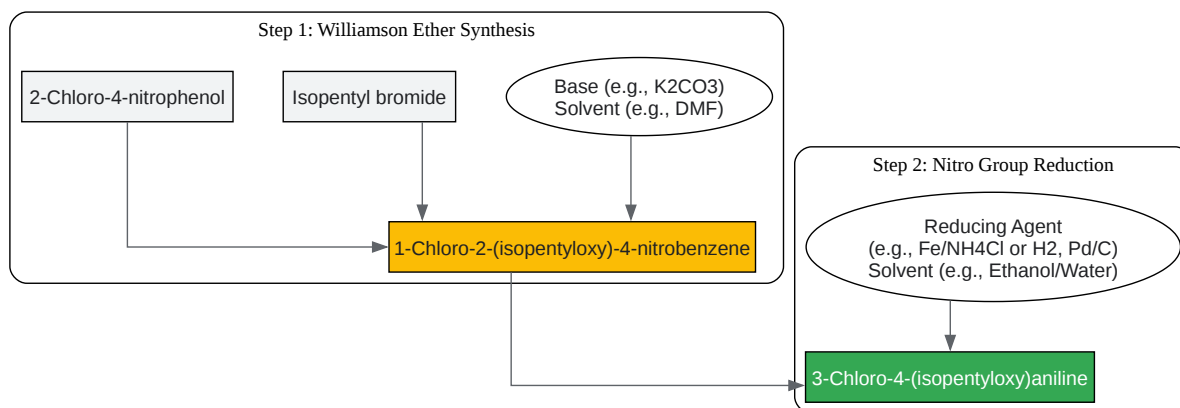 Step 1: Williamson Ether Synthesis
2-Chloro-4-nitrophenol
Isopentyl bromide
Base (e.g., K2CO3)
Solvent (e.g., DMF)
1-Chloro-2-(isopentyloxy)-4-nitrobenzene
Step 2: Nitro Group Reduction
Reducing Agent
(e.g., Fe/NH4Cl or H2, Pd/C)
Solvent (e.g., Ethanol/Water)
3-Chloro-4-(isopentyloxy)aniline